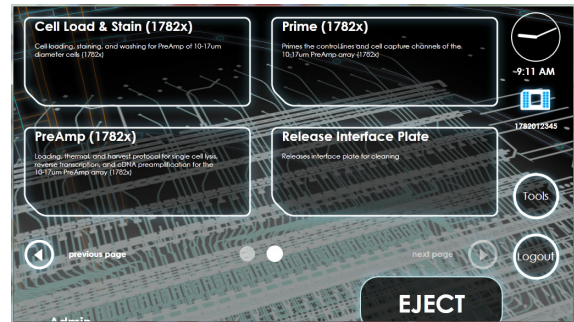 Cell Load & Stain (1782x)
Cell loading, staining, and washing for PreAmp of 10-17um
diameter cells (1782x)
Prime (1782x)
Primes the control lines and cell capture channels of the
10-17um PreAmp array (1782x)
9:11 AM
1782012345
PreAmp (1782x)
Loading, thermal, and harvest protocol for single cell lysis,
reverse transcription, and cDNA preamplification for the
10-17um PreAmp array (1782x)
Release Interface Plate
Releases interface plate for cleaning
Tools
previous page
next page
Logout
EJECT
Admin